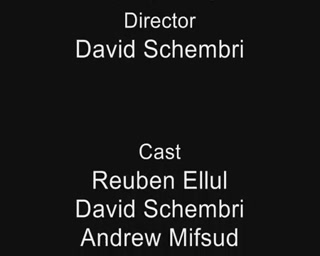 Director
David Schembri
Cast
Reuben Ellul
David Schembri
Andrew Mifsud